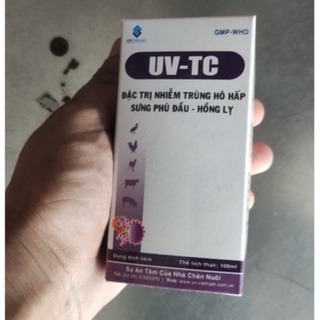 GMP-WHO
UV-TC
ĐẶC TRỊ NHIỄM TRÙNG HÔ HẤP
SƯNG PHÙ ĐẦU - HỒNG LỴ
Dung dịch tiêm
Thể tích thực: 100ml
Sự An Tâm Của Nhà Chăn Nuôi